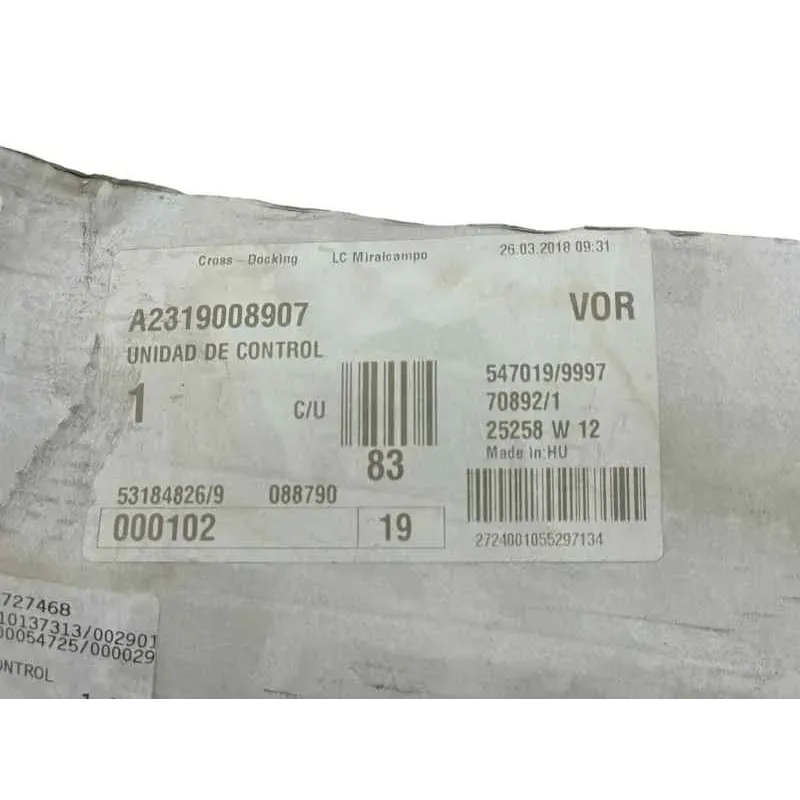 Cross - Docking LC Miralcampo 26.03.2018 09:31
A2319008907 VOR
UNIDAD DE CONTROL
1 C/U
83
547019/9997
70892/1
25258 W 12
Made in HU
53184826/9 088790
000102 19
2724001055297134
727468
10137313/002901
00054725/000029
ONTROL